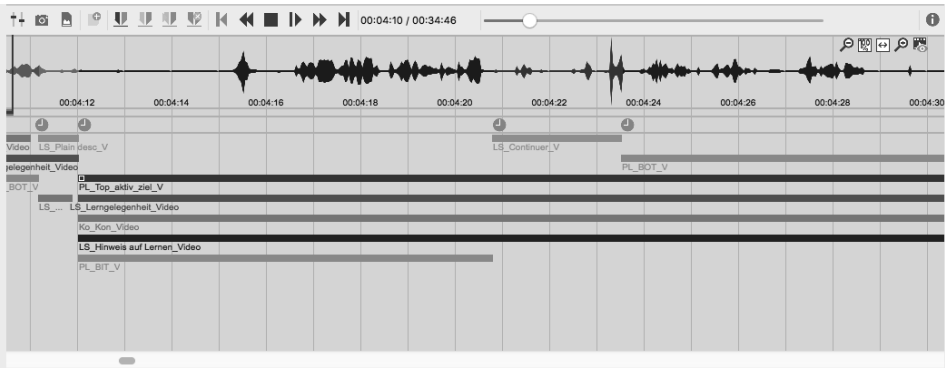 00:04:10 / 00:34:46
00:04:12 00:04:14 00:04:16 00:04:18 00:04:20 00:04:22 00:04:24 00:04:26 00:04:28 00:04:30
Video LS_Plain desc_V LS_Continuer_V
gelegenheit_Video PL_BOT_V
_BOT_V PL_Top_aktiv_ziel_V
LS_... LS_Lerngelegenheit_Video
Ko_Kon_Video
LS_Hinweis auf Lernen_Video
PL_BIT_V